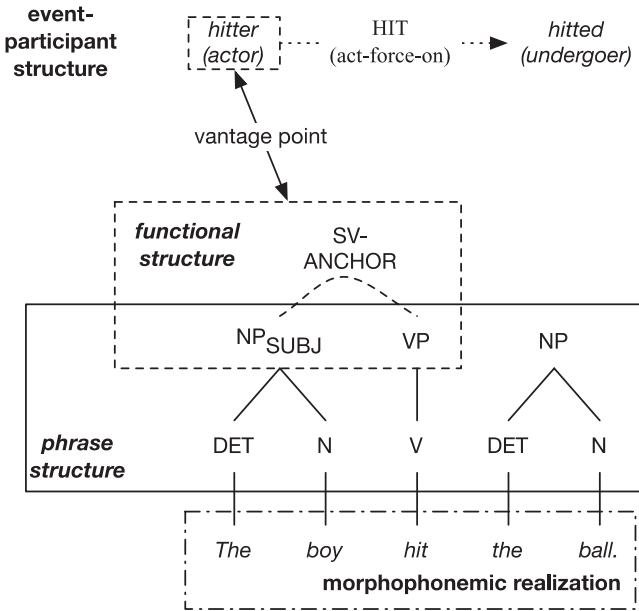 event-
participant
structure
hitter
(actor)
HIT
(act-force-on)
hitted
(undergoer)
vantage point
functional
structure
SV-
ANCHOR
NPSUBJ VP NP
phrase
structure
DET N V DET N
The boy hit the ball.
morphophonemic realization